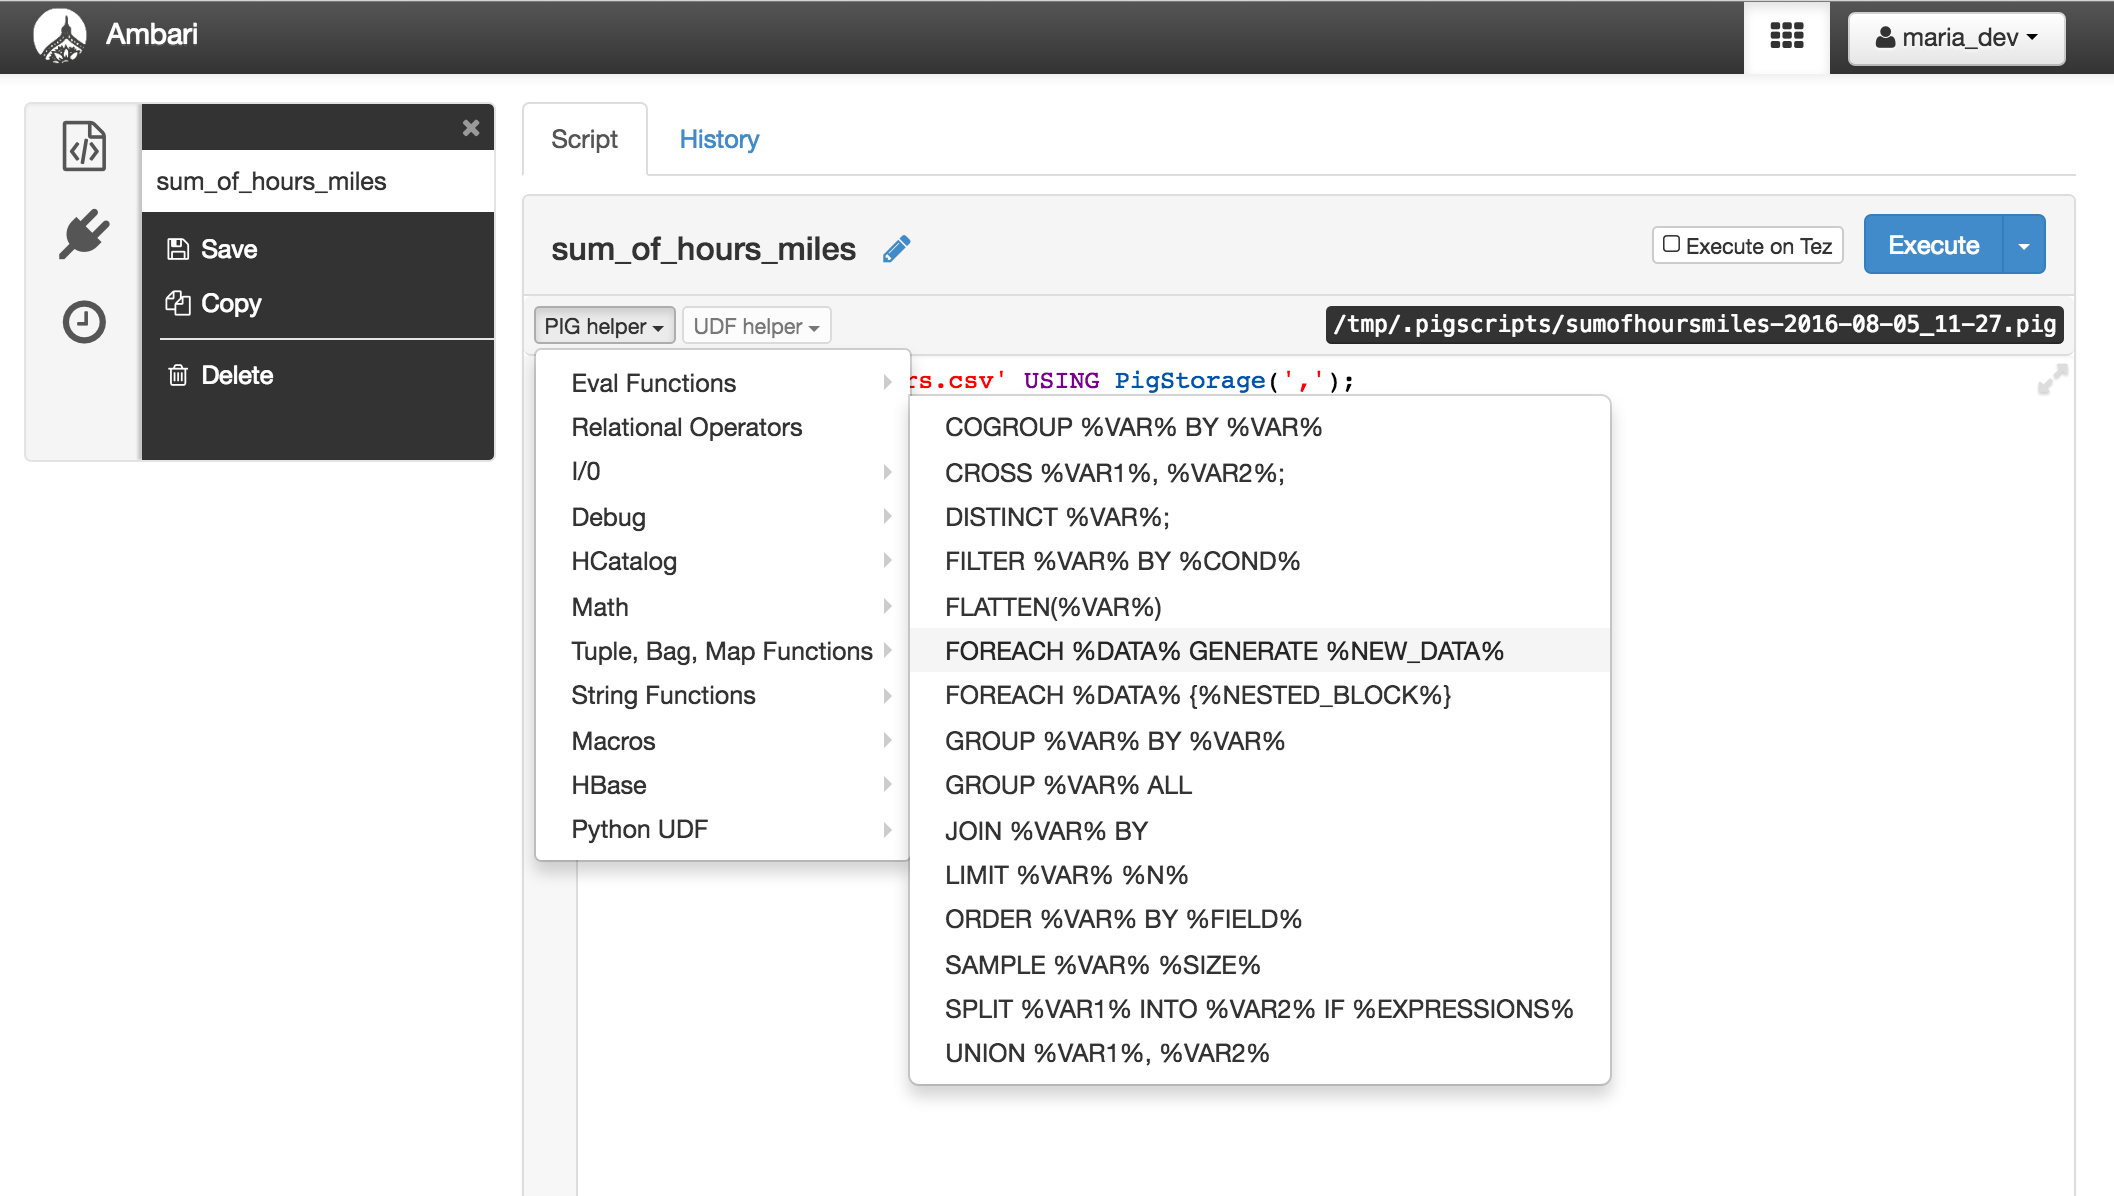 Ambari
maria_dev
sum_of_hours_miles
Save
Copy
Delete
Script
History
sum_of_hours_miles
Execute on Tez
Execute
PIG helper
UDF helper
/tmp/.pigscripts/sumofhoursmiles-2016-08-05_11-27.pig
rs.csv' USING PigStorage(',');
Eval Functions
Relational Operators
I/0
Debug
HCatalog
Math
Tuple, Bag, Map Functions
String Functions
Macros
HBase
Python UDF
COGROUP %VAR% BY %VAR%
CROSS %VAR1%, %VAR2%;
DISTINCT %VAR%;
FILTER %VAR% BY %COND%
FLATTEN(%VAR%)
FOREACH %DATA% GENERATE %NEW_DATA%
FOREACH %DATA% {%NESTED_BLOCK%}
GROUP %VAR% BY %VAR%
GROUP %VAR% ALL
JOIN %VAR% BY
LIMIT %VAR% %N%
ORDER %VAR% BY %FIELD%
SAMPLE %VAR% %SIZE%
SPLIT %VAR1% INTO %VAR2% IF %EXPRESSIONS%
UNION %VAR1%, %VAR2%